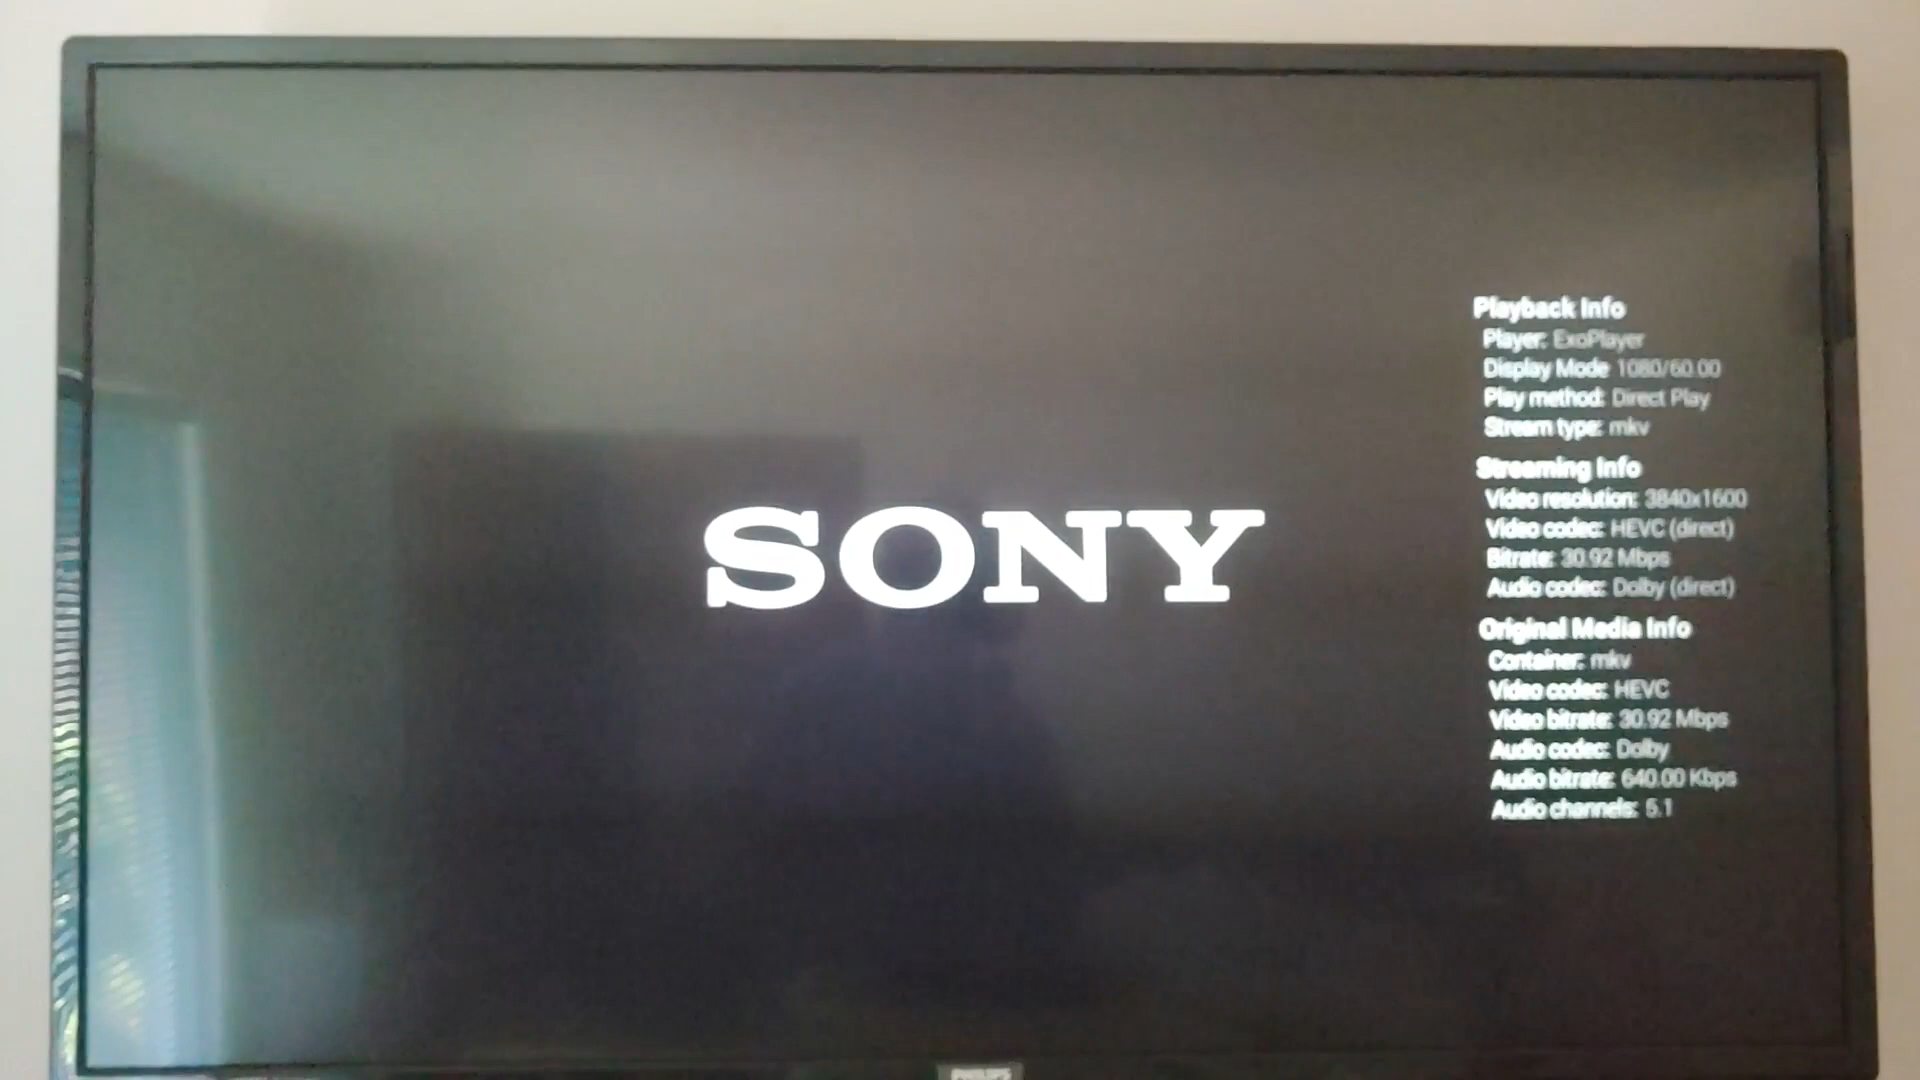 SONY
Playback Info
Player: ExoPlayer
Display Mode 1080/60.00
Play method: Direct Play
Stream type: mkv
Streaming Info
Video resolution: 3840x1600
Video codec: HEVC (direct)
Bitrate: 30.92 Mbps
Audio codec: Dolby (direct)
Original Media Info
Container: mkv
Video codec: HEVC
Video bitrate: 30.92 Mbps
Audio codec: Dolby
Audio bitrate: 640.00 Kbps
Audio channels: 5.1